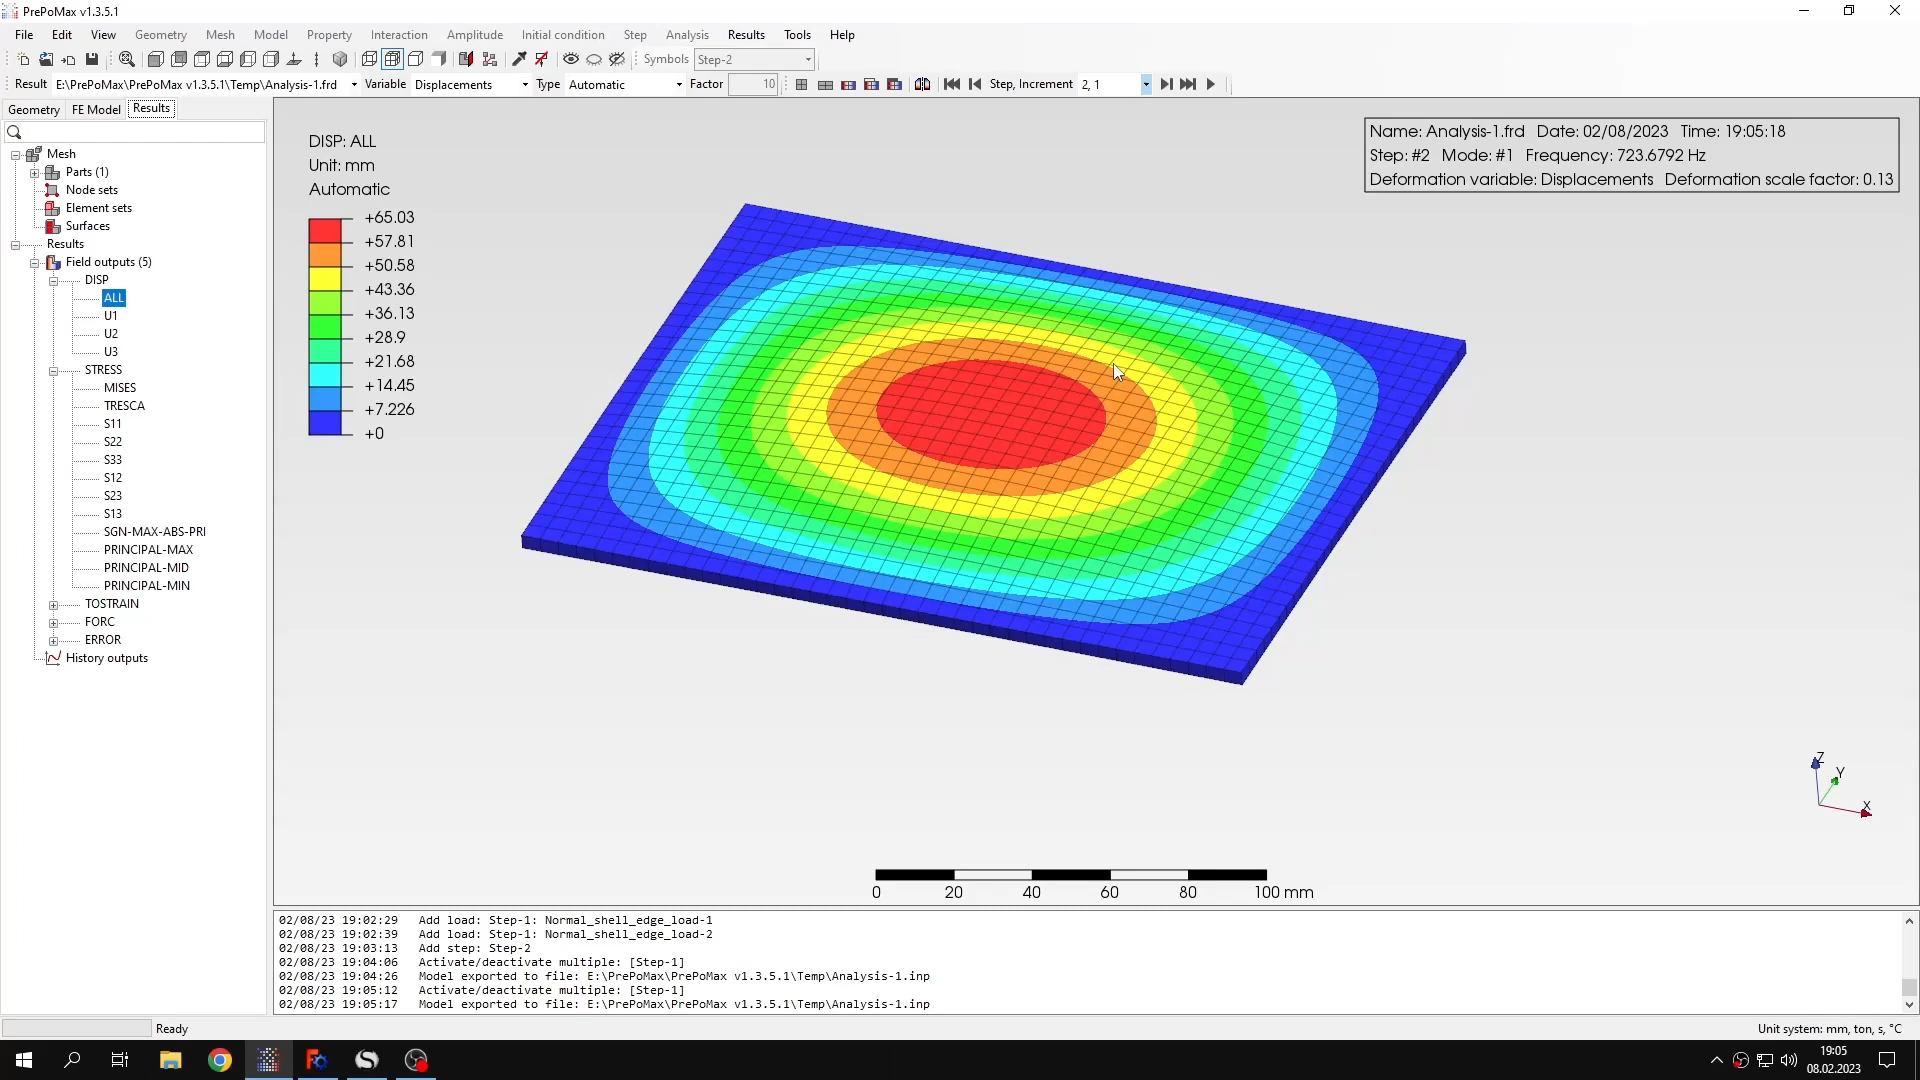 PrePoMax v1.3.5.1
File Edit View Geometry Mesh Model Property Interaction Amplitude Initial condition Step Analysis Results Tools Help
Symbols Step-2
Result E:\PrePoMax\PrePoMax v1.3.5.1\Temp\Analysis-1.frd Variable Displacements Type Automatic Factor 10 Step, Increment 2, 1
Geometry FE Model Results
Mesh
Parts (1)
Node sets
Element sets
Surfaces
Results
Field outputs (5)
DISP
ALL
U1
U2
U3
STRESS
MISES
TRESCA
S11
S22
S33
S12
S23
S13
SGN-MAX-ABS-PRI
PRINCIPAL-MAX
PRINCIPAL-MID
PRINCIPAL-MIN
TOSTRAIN
FORC
ERROR
History outputs
DISP: ALL
Unit: mm
Automatic
+65.03
+57.81
+50.58
+43.36
+36.13
+28.9
+21.68
+14.45
+7.226
+0
Name: Analysis-1.frd Date: 02/08/2023 Time: 19:05:18
Step: #2 Mode: #1 Frequency: 723.6792 Hz
Deformation variable: Displacements Deformation scale factor: 0.13
Z
Y
X
0 20 40 60 80 100 mm
02/08/23 19:02:29 Add load: Step-1: Normal_shell_edge_load-1
02/08/23 19:02:39 Add load: Step-1: Normal_shell_edge_load-2
02/08/23 19:03:13 Add step: Step-2
02/08/23 19:04:06 Activate/deactivate multiple: [Step-1]
02/08/23 19:04:26 Model exported to file: E:\PrePoMax\PrePoMax v1.3.5.1\Temp\Analysis-1.inp
02/08/23 19:05:12 Activate/deactivate multiple: [Step-1]
02/08/23 19:05:17 Model exported to file: E:\PrePoMax\PrePoMax v1.3.5.1\Temp\Analysis-1.inp
Ready
Unit system: mm, ton, s, °C
19:05
08.02.2023